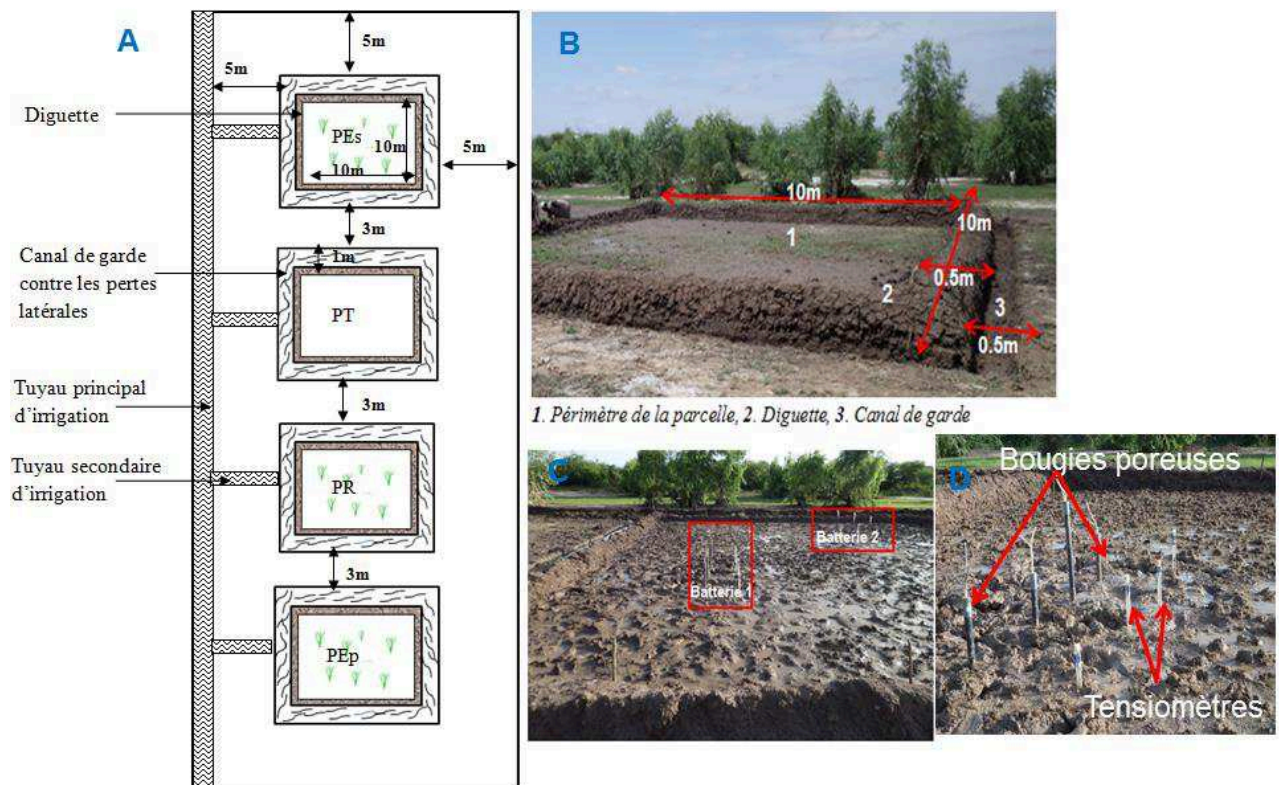 A
5m
5m
Diguette
PEs
10m
10m
5m
3m
Canal de garde
contre les pertes
latérales
1m
PT
Tuyau principal
d'irrigation
3m
Tuyau secondaire
d'irrigation
PR
3m
PEp
B
10m
10m
1
2
0.5m
3
0.5m
1. Périmètre de la parcelle, 2. Diguette, 3. Canal de garde
C
Batterie 1
Batterie 2
D
Bougies poreuses
Tensiomètres